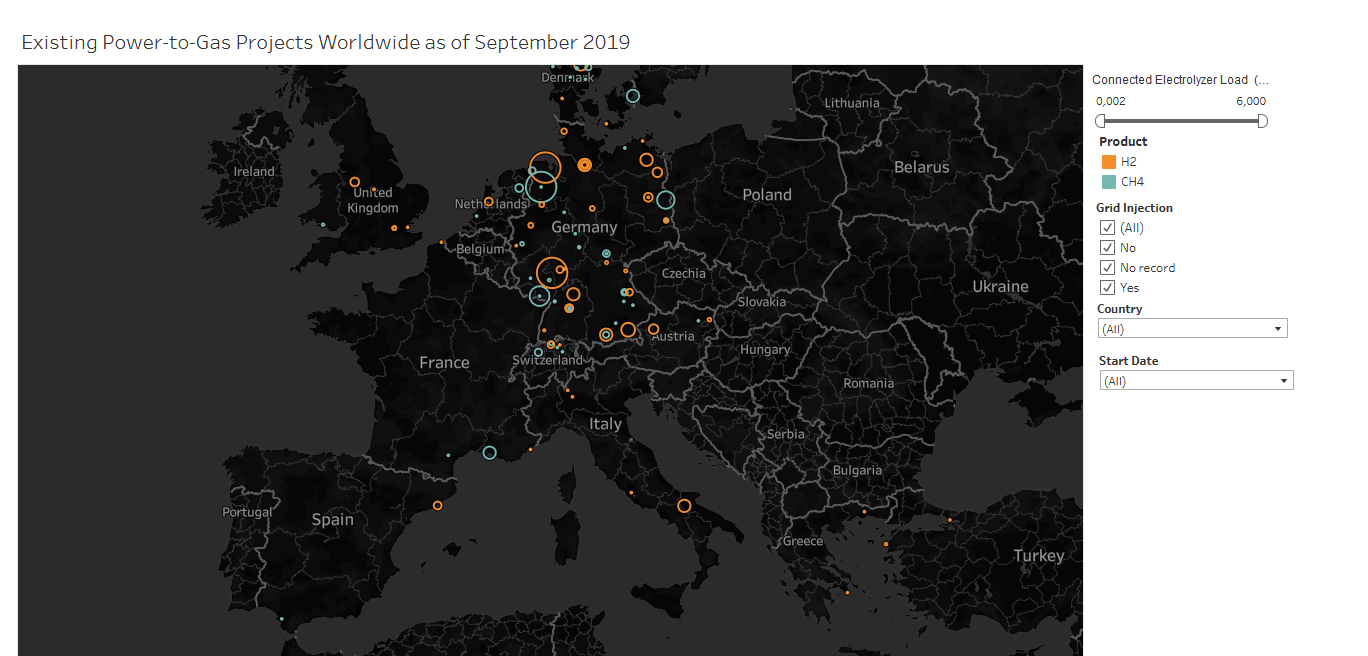 Existing Power-to-Gas Projects Worldwide as of September 2019
Denmark
Lithuania
Ireland
Belarus
United
Kingdom
Netherlands
Poland
Germany
Belgium
Czechia
Ukraine
Slovakia
Austria
Hungary
France
Switzerland
Romania
Italy
Serbia
Bulgaria
Portugal
Spain
Greece
Turkey
Connected Electrolyzer Load (...
0,002 6,000
Product
H2
CH4
Grid Injection
(All)
No
No record
Yes
Country
(All)
Start Date
(All)